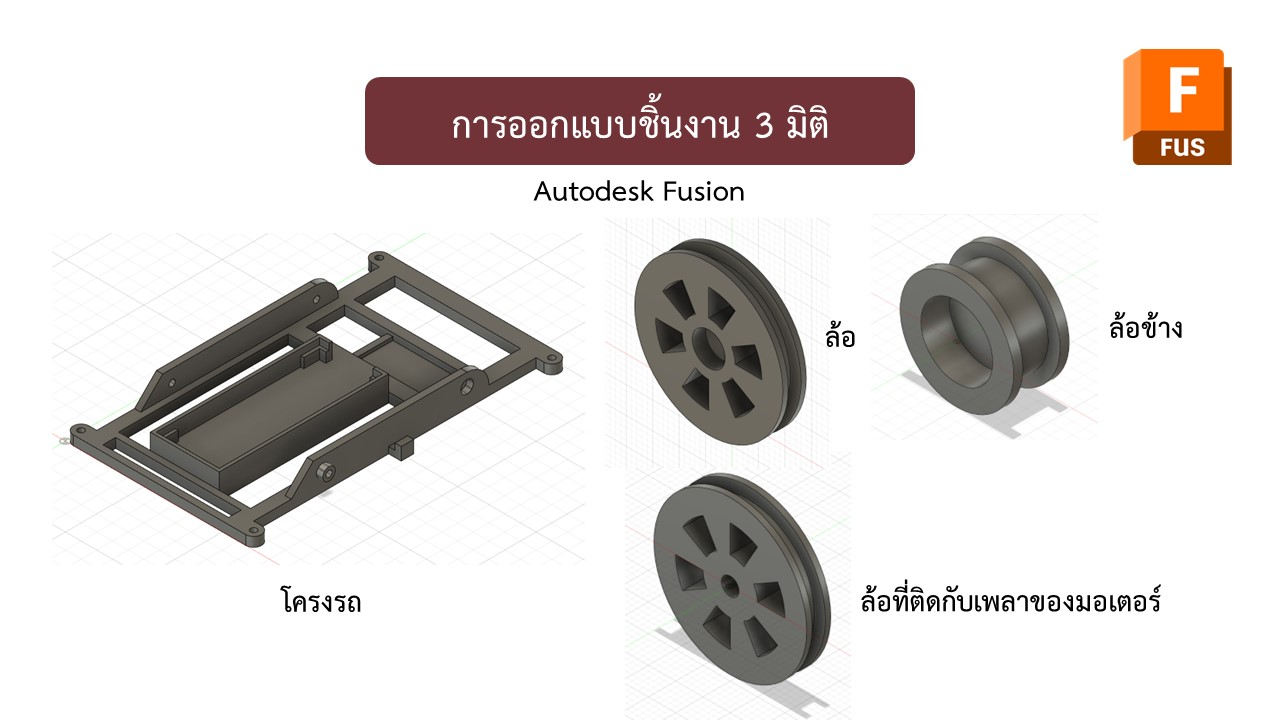 การออกแบบชิ้นงาน 3 มิติ
F
FUS
Autodesk Fusion
ล้อ
ล้อข้าง
โครงรถ
ล้อที่ติดกับเพลาของมอเตอร์